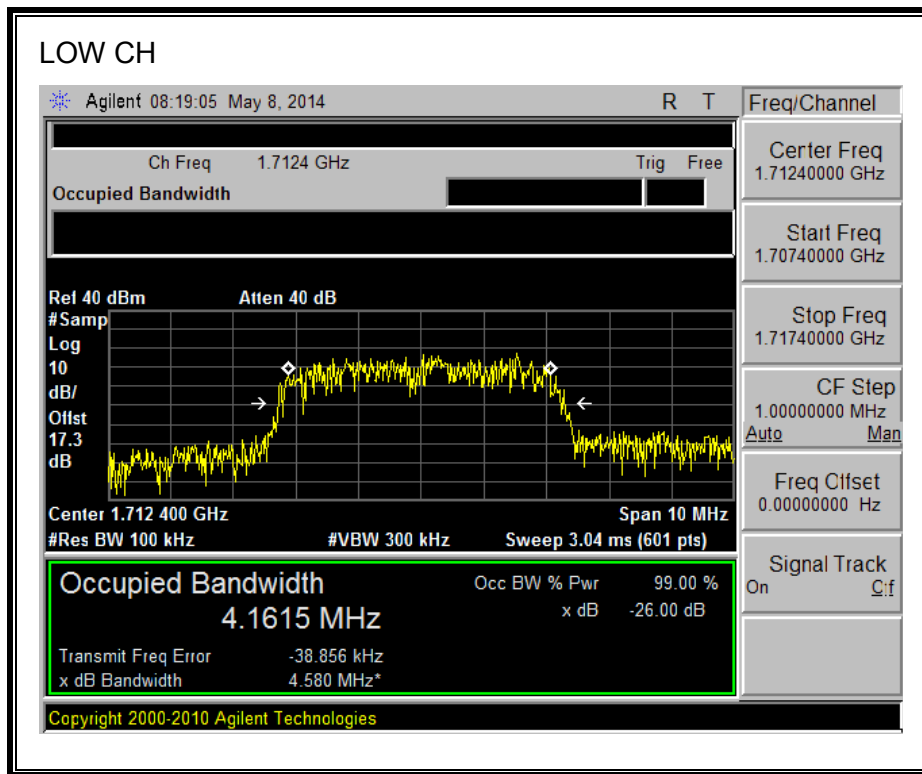 LOW CH
Agilent 08:19:05 May 8, 2014 R T
Freq/Channel
Ch Freq 1.7124 GHz Trig Free
Occupied Bandwidth
Center Freq
1.71240000 GHz
Start Freq
1.70740000 GHz
Stop Freq
1.71740000 GHz
CF Step
1.00000000 MHz
Auto Man
Freq Offset
0.00000000 Hz
Signal Track
On Off
Ref 40 dBm Atten 40 dB
#Samp
Log
10
dB/
Offst
17.3
dB
Center 1.712 400 GHz Span 10 MHz
#Res BW 100 kHz #VBW 300 kHz Sweep 3.04 ms (601 pts)
Occupied Bandwidth Occ BW % Pwr 99.00 %
4.1615 MHz x dB -26.00 dB
Transmit Freq Error -38.856 kHz
x dB Bandwidth 4.580 MHz*
Copyright 2000-2010 Agilent Technologies